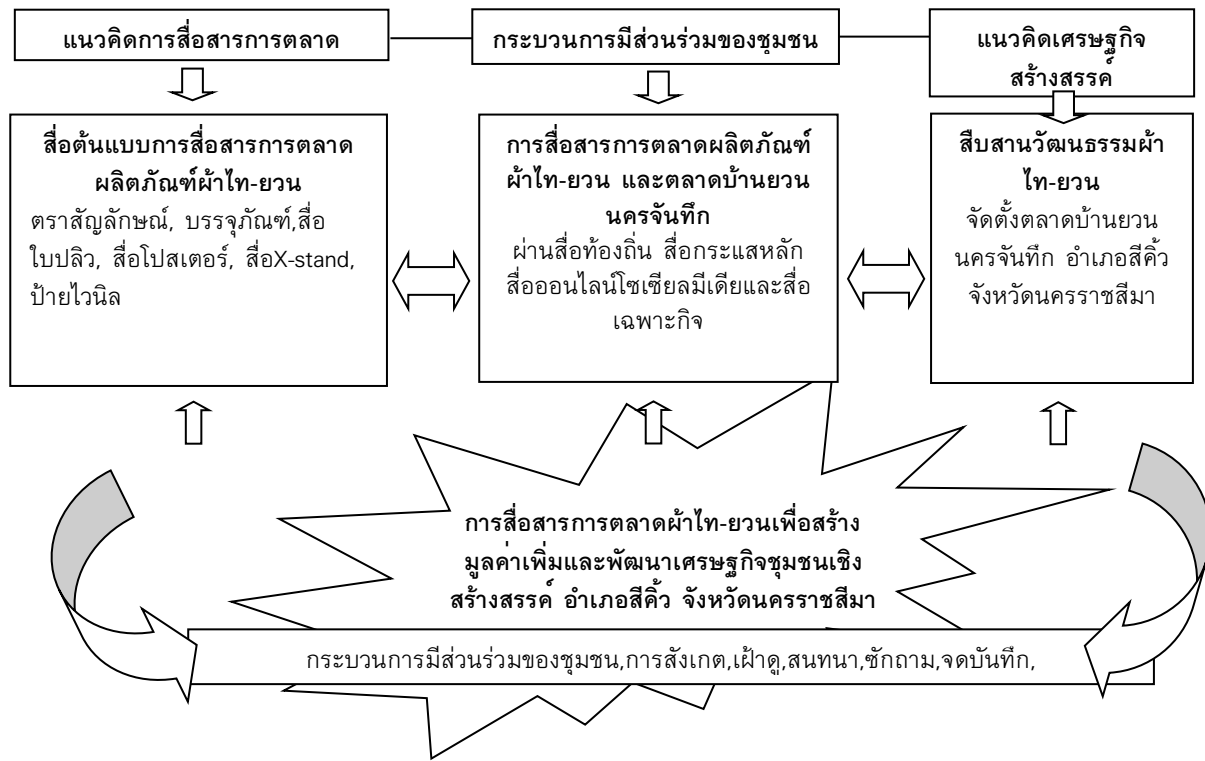 แนวคิดการสื่อสารการตลาด
กระบวนการมีส่วนร่วมของชุมชน
แนวคิดเศรษฐกิจ
สร้างสรรค์
สื่อต้นแบบการสื่อสารการตลาด
ผลิตภัณฑ์ผ้าไท-ยวน
ตราสัญลักษณ์, บรรจุภัณฑ์,สื่อ
ใบปลิว, สื่อโปสเตอร์, สื่อX-stand,
ป้ายไวนิล
การสื่อสารการตลาดผลิตภัณฑ์
ผ้าไท-ยวน และตลาดบ้านยวน
นครจันทึก
ผ่านสื่อท้องถิ่น สื่อกระแสหลัก
สื่อออนไลน์โซเซียลมีเดียและสื่อ
เฉพาะกิจ
สืบสานวัฒนธรรมผ้า
ไท-ยวน
จัดตั้งตลาดบ้านยวน
นครจันทึก อำเภอสีคิ้ว
จังหวัดนครราชสีมา
การสื่อสารการตลาดผ้าไท-ยวนเพื่อสร้าง
มูลค่าเพิ่มและพัฒนาเศรษฐกิจชุมชนเชิง
สร้างสรรค์ อำเภอสีคิ้ว จังหวัดนครราชสีมา
กระบวนการมีส่วนร่วมของชุมชน,การสังเกต,เฝ้าดู,สนทนา,ซักถาม,จดบันทึก,